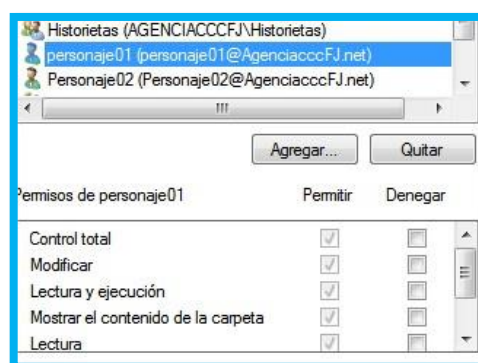 Historietas (AGENCIACCCFJ\Historietas)
personaje01 (personaje01@AgenciacccFJ.net)
Personaje02 (Personaje02@AgenciacccFJ.net)
Agregar... Quitar
Permisos de personaje01 Permitir Denegar
Control total
Modificar
Lectura y ejecución
Mostrar el contenido de la carpeta
Lectura